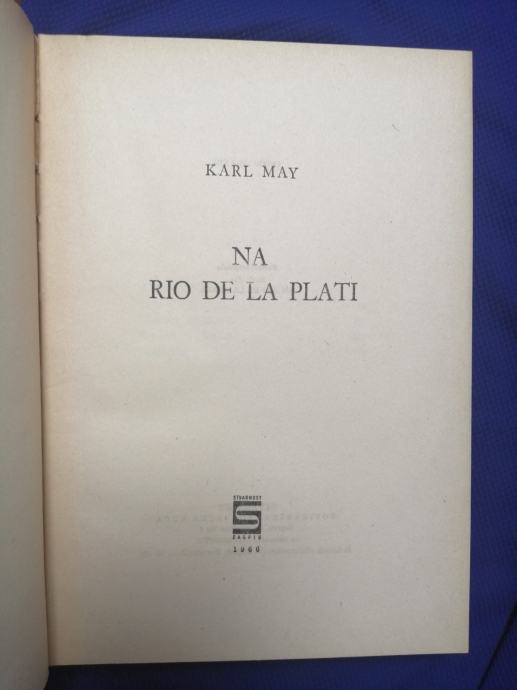 KARL MAY
NA
RIO DE LA PLATI
STVARNOST
ZAGREB
1966